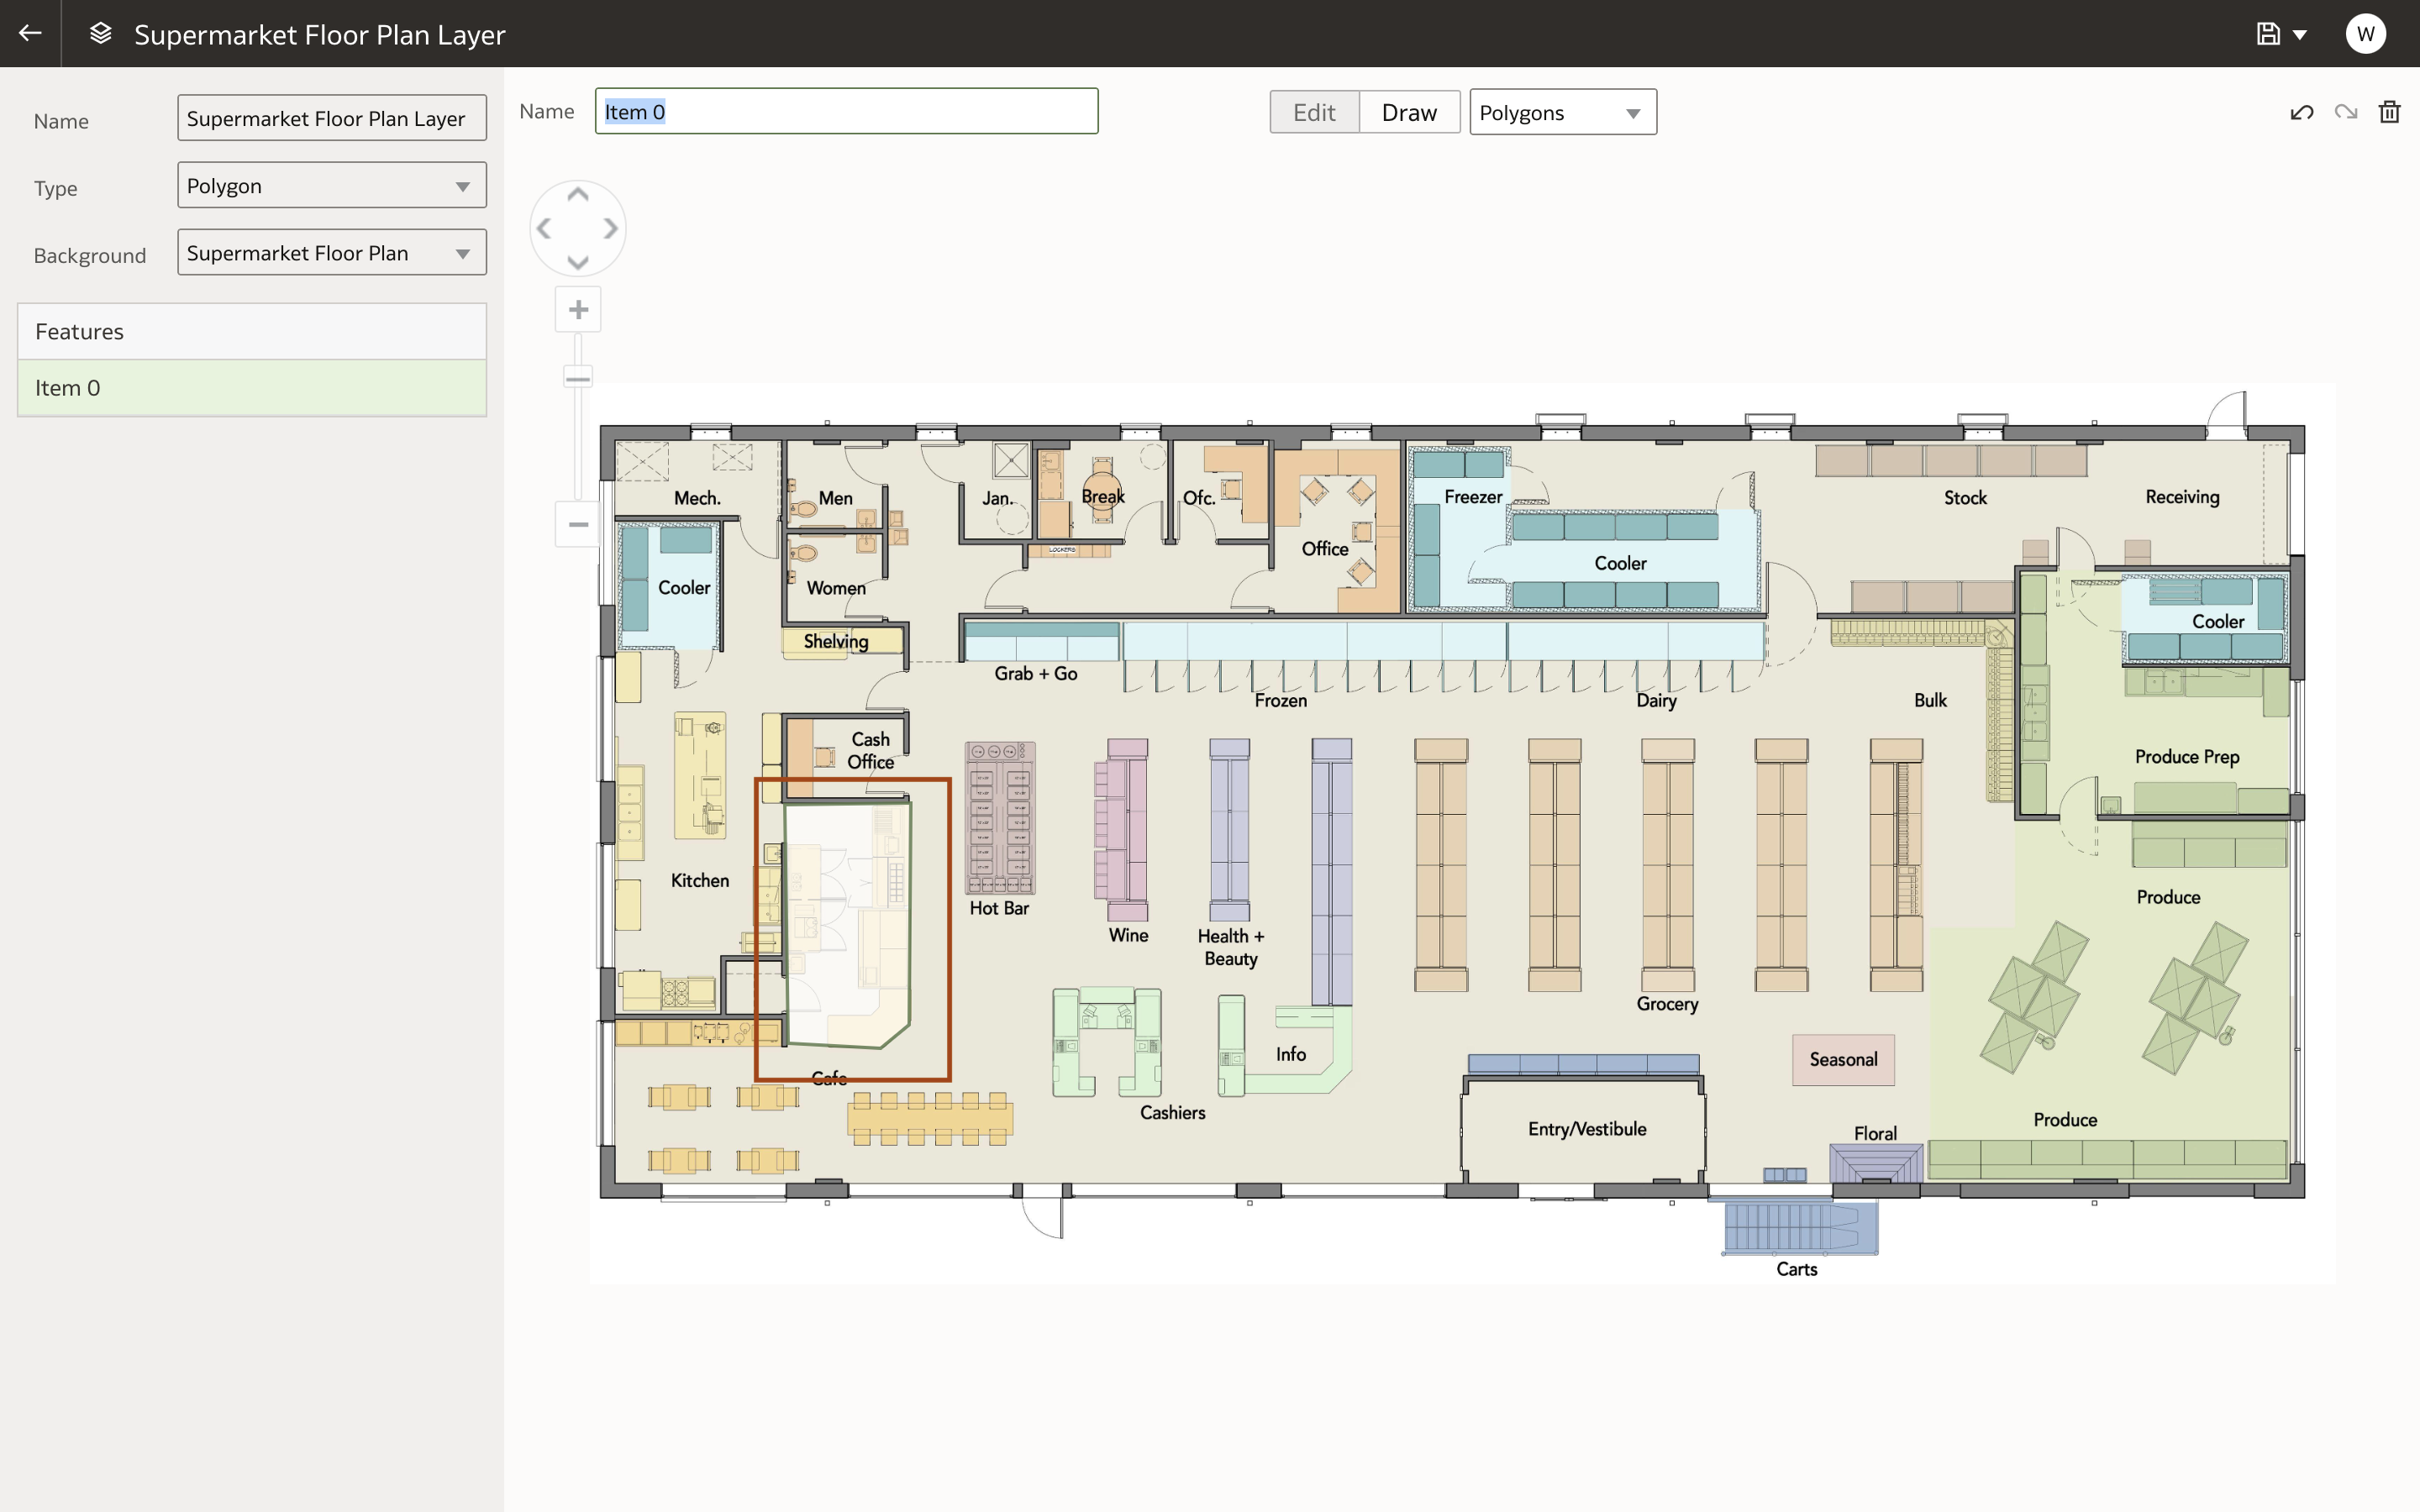 Supermarket Floor Plan Layer
W
Name
Supermarket Floor Plan Layer
Type
Polygon
Background
Supermarket Floor Plan
Features
Item 0
Name
Item 0
Edit
Draw
Polygons
Mech.
Men
Jan.
Break
Ofc.
Office
Freezer
Cooler
Stock
Receiving
LOCKERS
Cooler
Women
Shelving
Grab + Go
Frozen
Dairy
Bulk
Cooler
Produce Prep
Cash
Office
Kitchen
Hot Bar
Wine
Health +
Beauty
Grocery
Produce
Info
Cashiers
Seasonal
Cafe
Entry/Vestibule
Floral
Produce
Carts